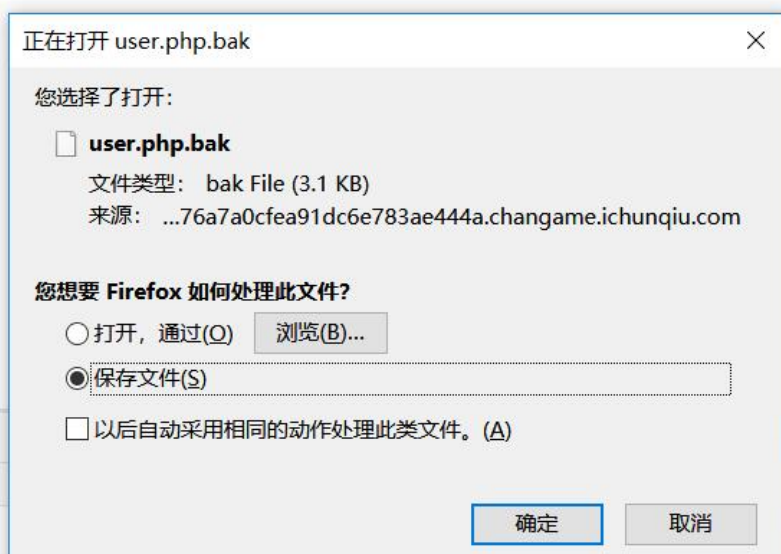 正在打开 user.php.bak
您选择了打开:
user.php.bak
文件类型: bak File (3.1 KB)
来源: ...76a7a0cfea91dc6e783ae444a.changame.ichunqiu.com
您想要 Firefox 如何处理此文件?
打开，通过(O) 浏览(B)...
保存文件(S)
以后自动采用相同的动作处理此类文件。(A)
确定 取消